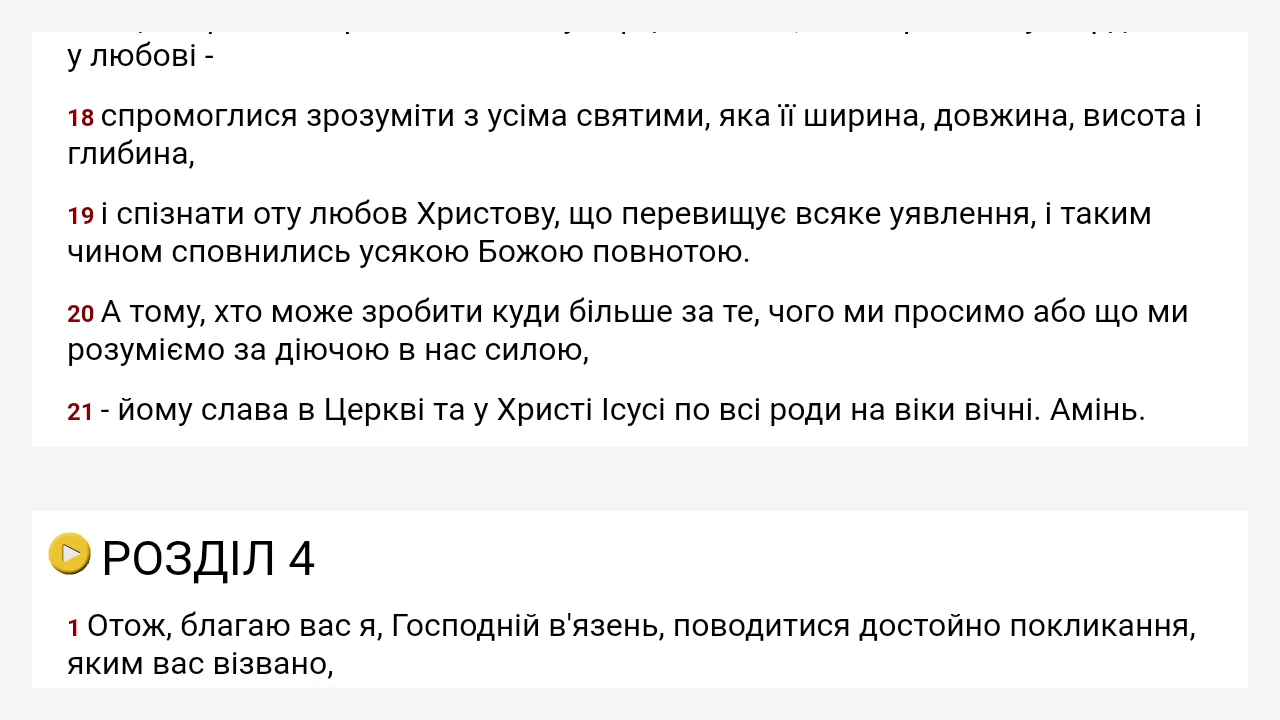 у любові -
18 спромоглися зрозуміти з усіма святими, яка її ширина, довжина, висота і
глибина,
19 і спізнати оту любов Христову, що перевищує всяке уявлення, і таким
чином сповнились усякою Божою повнотою.
20 А тому, хто може зробити куди більше за те, чого ми просимо або що ми
розуміємо за діючою в нас силою,
21 - йому слава в Церкві та у Христі Ісусі по всі роди на віки вічні. Амінь.
РОЗДІЛ 4
1 Отож, благаю вас я, Господній в'язень, поводитися достойно покликання,
яким вас візвано,